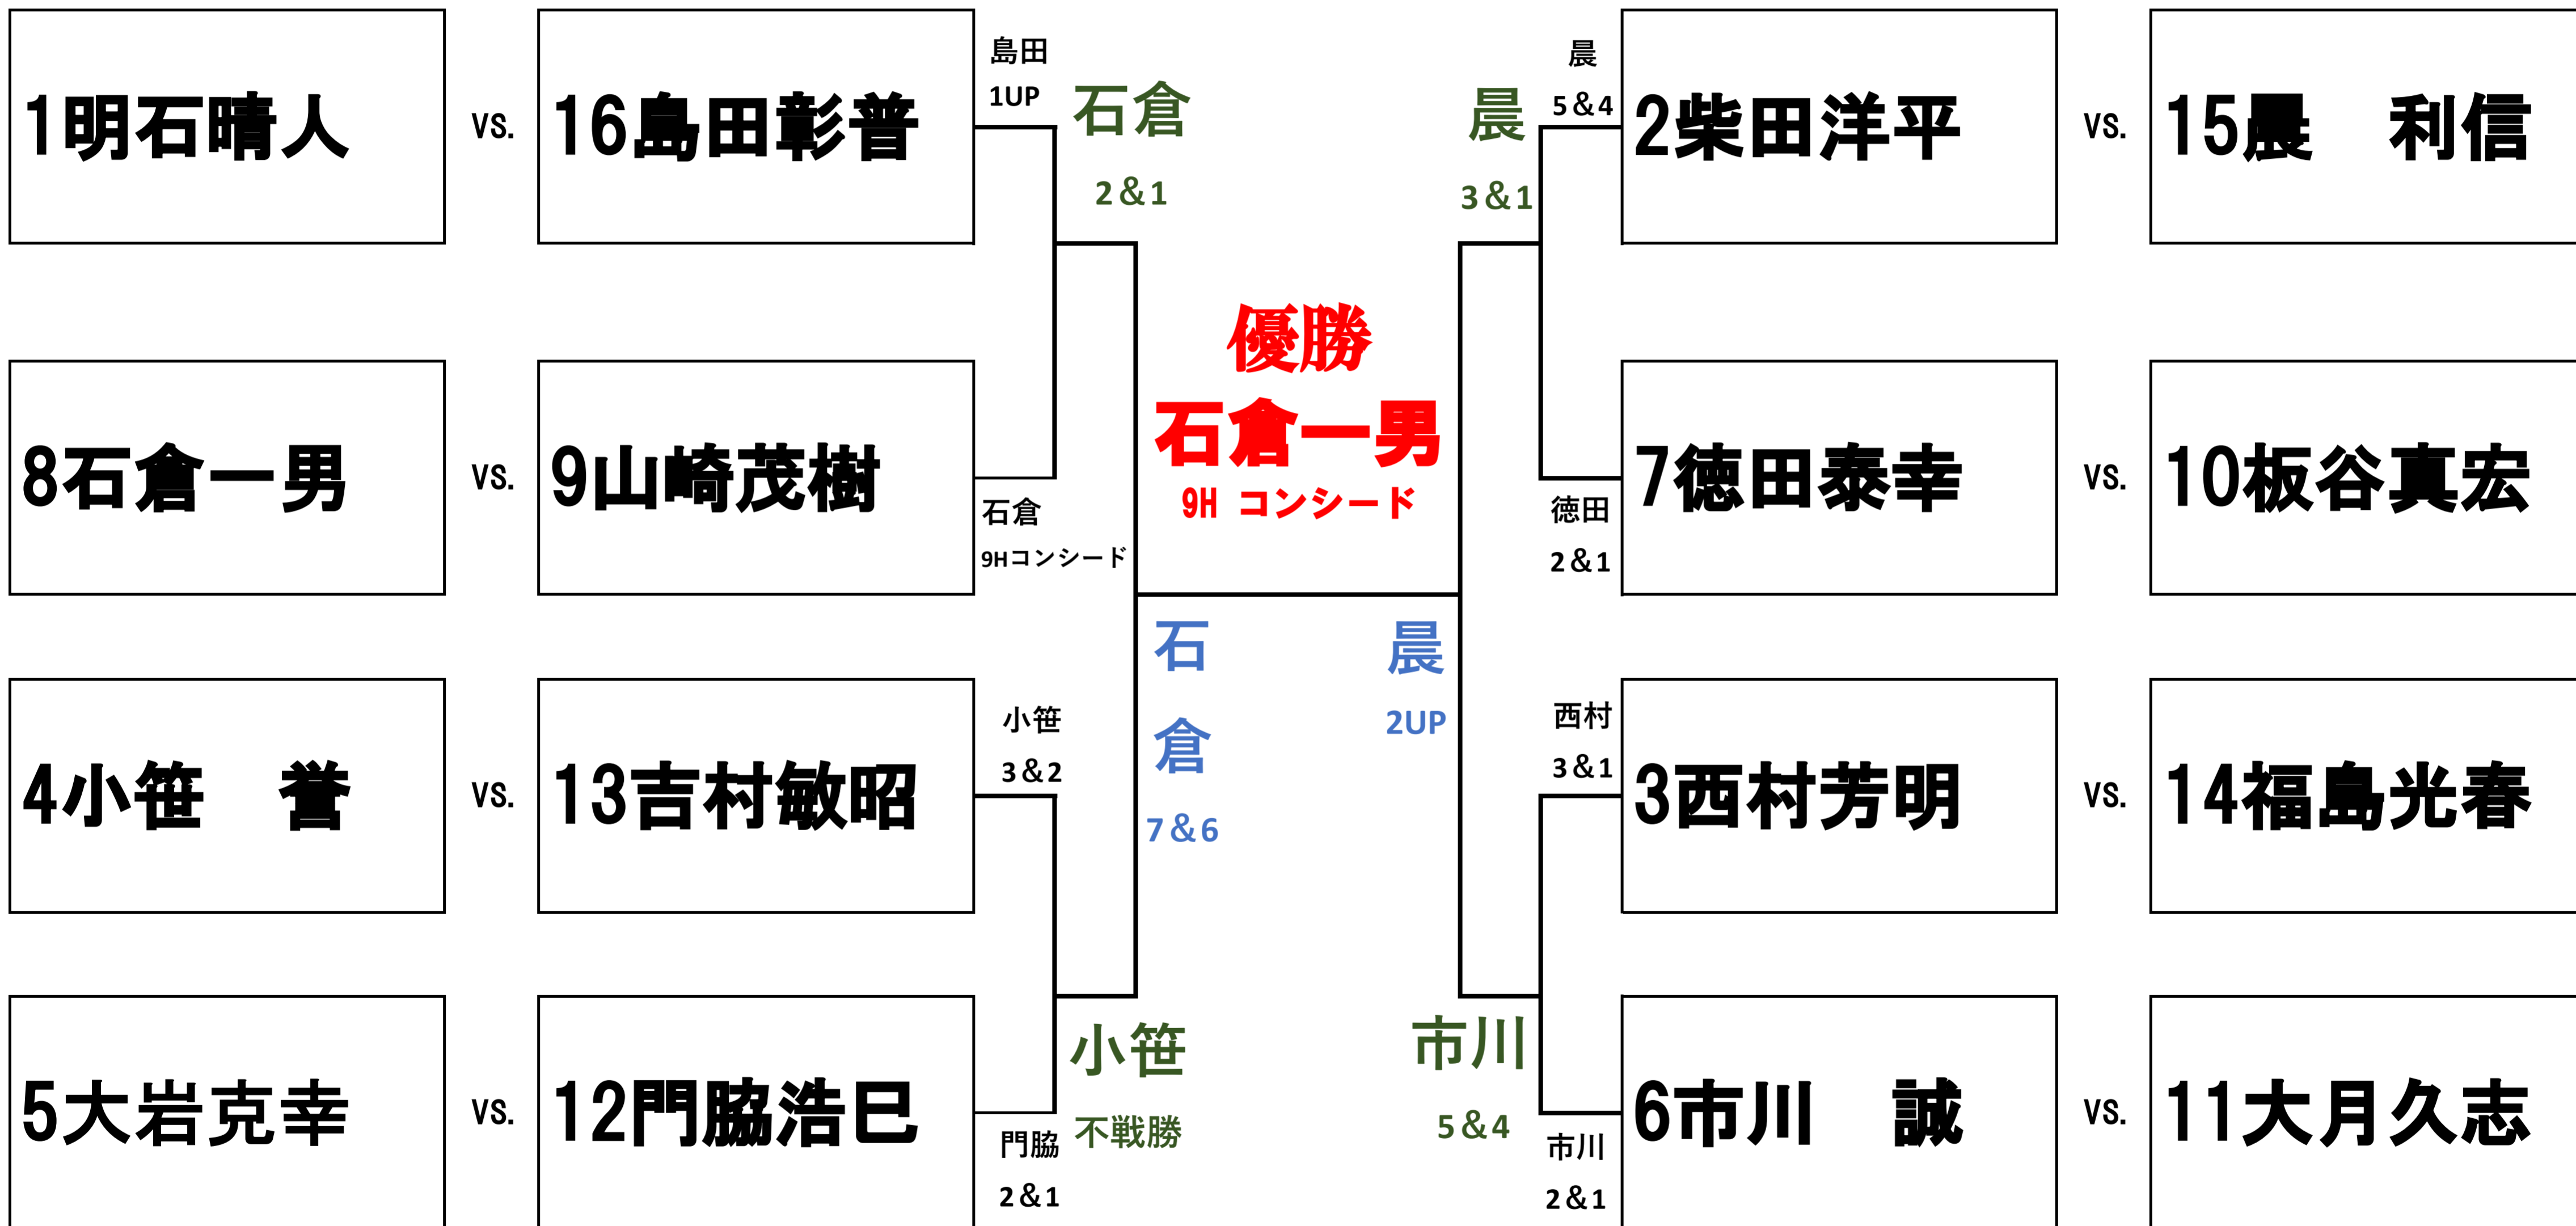 1明石晴人 vs. 16島田彰普
島田
1UP
石倉
2&1
8石倉一男 vs. 9山崎茂樹
石倉
9Hコンシード
4小笹　誉 vs. 13吉村敏昭
小笹
3&2
5大岩克幸 vs. 12門脇浩巳
門脇
2&1
小笹
不戦勝
石
倉
7&6
優勝
石倉一男
9H コンシード
晨
2UP
晨
3&1
晨
5&4
2柴田洋平 vs. 15晨　利信
徳田
2&1
7徳田泰幸 vs. 10板谷真宏
西村
3&1
3西村芳明 vs. 14福島光春
市川
5&4
市川
2&1
6市川　誠 vs. 11大月久志